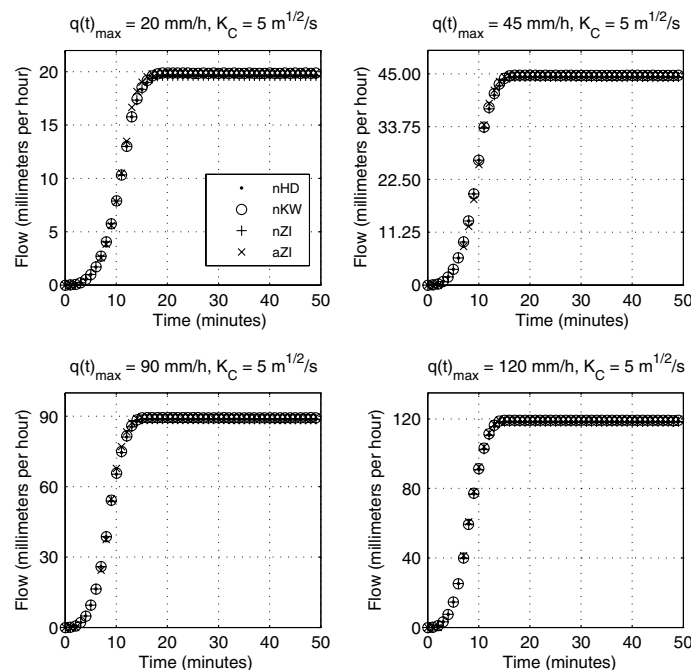 q(t)max = 20 mm/h, KC = 5 m1/2/s
20
15
10
5
0
Flow (millimeters per hour)
nHD
nKW
nZI
aZI
0 10 20 30 40 50
Time (minutes)
q(t)max = 45 mm/h, KC = 5 m1/2/s
45.00
33.75
22.50
11.25
0
Flow (millimeters per hour)
0 10 20 30 40 50
Time (minutes)
q(t)max = 90 mm/h, KC = 5 m1/2/s
90
60
30
0
Flow (millimeters per hour)
0 10 20 30 40 50
Time (minutes)
q(t)max = 120 mm/h, KC = 5 m1/2/s
120
80
40
0
Flow (millimeters per hour)
0 10 20 30 40 50
Time (minutes)